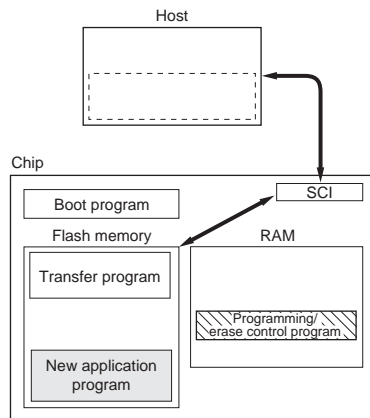 Host
Chip
SCI
Boot program
Flash memory
RAM
Transfer program
Programming/
erase control program
New application
program